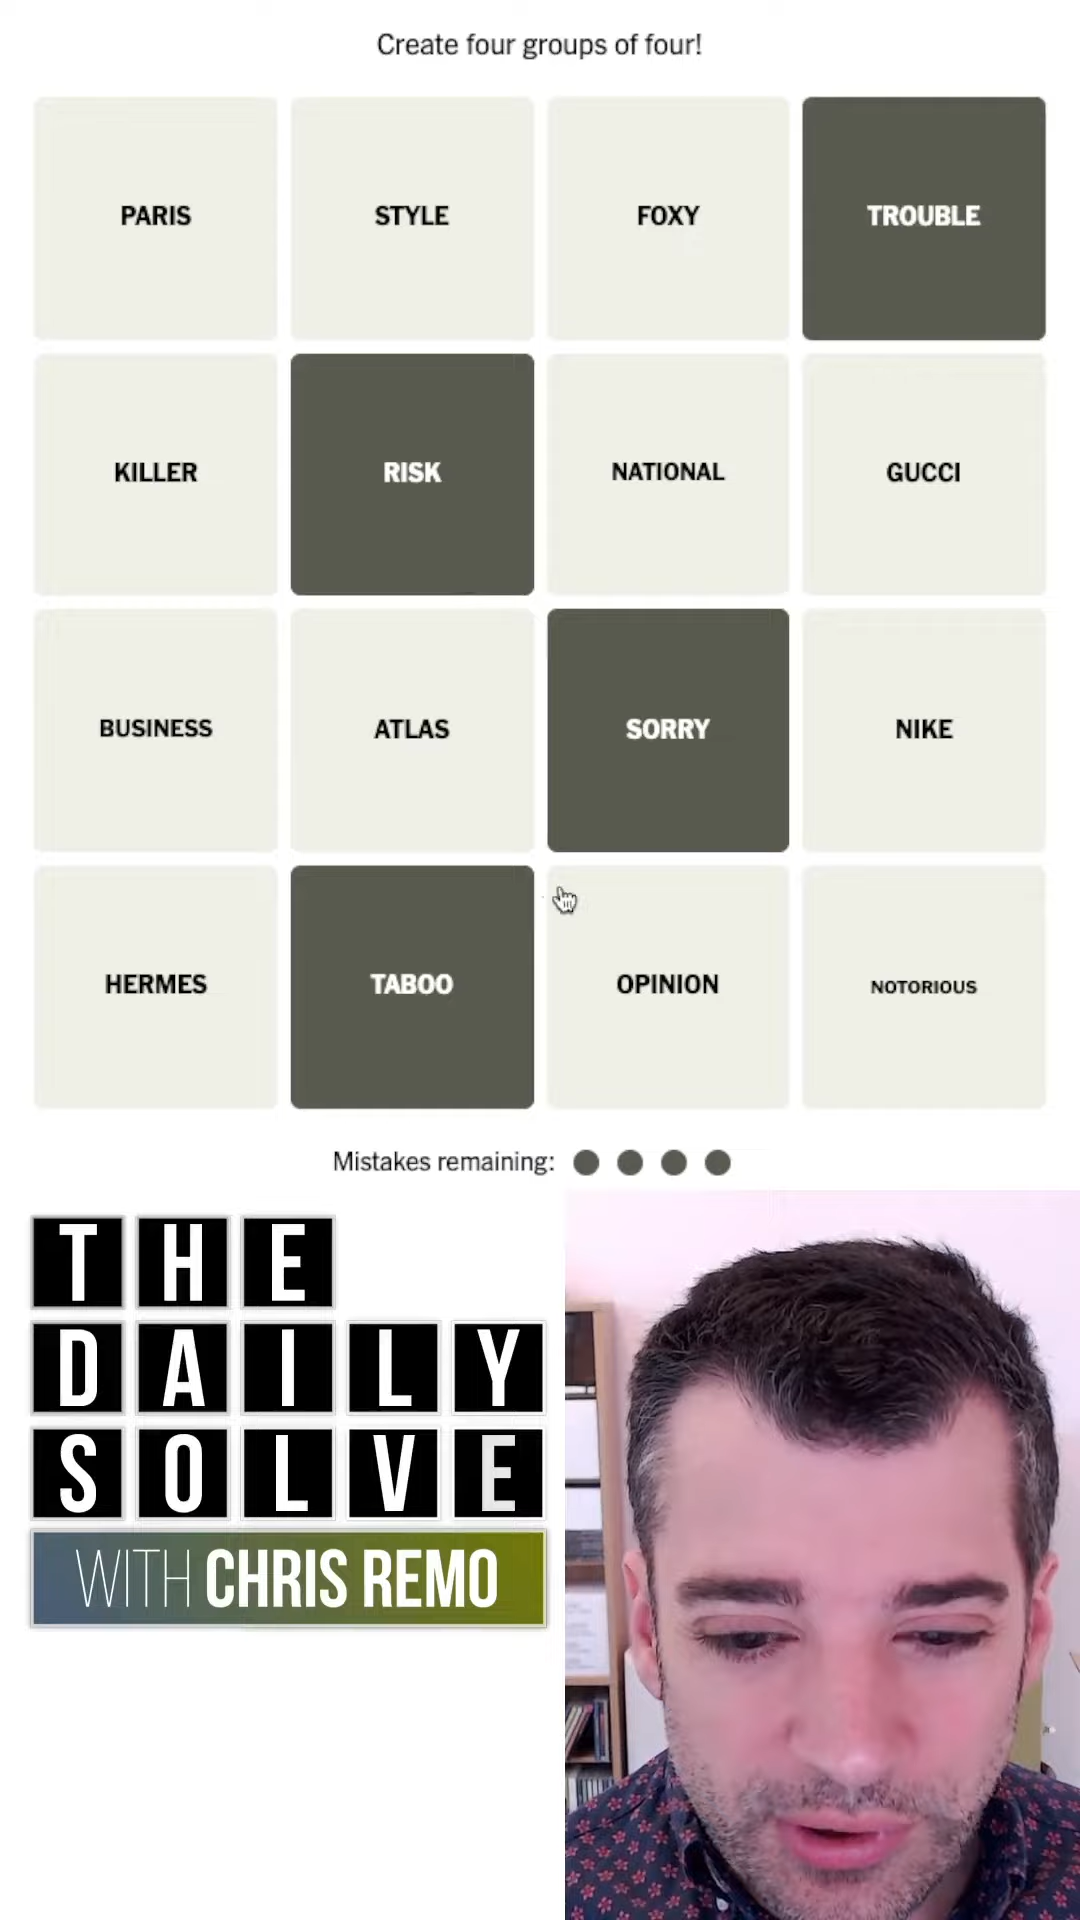 Create four groups of four!
PARIS STYLE FOXY TROUBLE
KILLER RISK NATIONAL GUCCI
BUSINESS ATLAS SORRY NIKE
HERMES TABOO OPINION NOTORIOUS
Mistakes remaining:
THE
DAILY
SOLVE
WITH CHRIS REMO